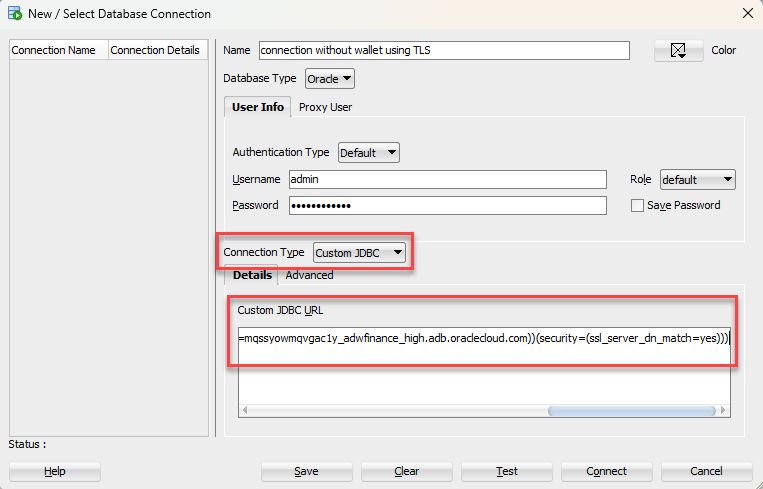 New / Select Database Connection
Connection Name Connection Details
Name connection without wallet using TLS Color
Database Type Oracle
User Info Proxy User
Authentication Type Default
Username admin Role default
Password •••••••••••• Save Password
Connection Type Custom JDBC
Details Advanced
Custom JDBC URL
=mqssyowmqvgac1y_adwfinance_high.adb.oraclecloud.com))(security=(ssl_server_dn_match=yes)))
Status :
Help Save Clear Test Connect Cancel